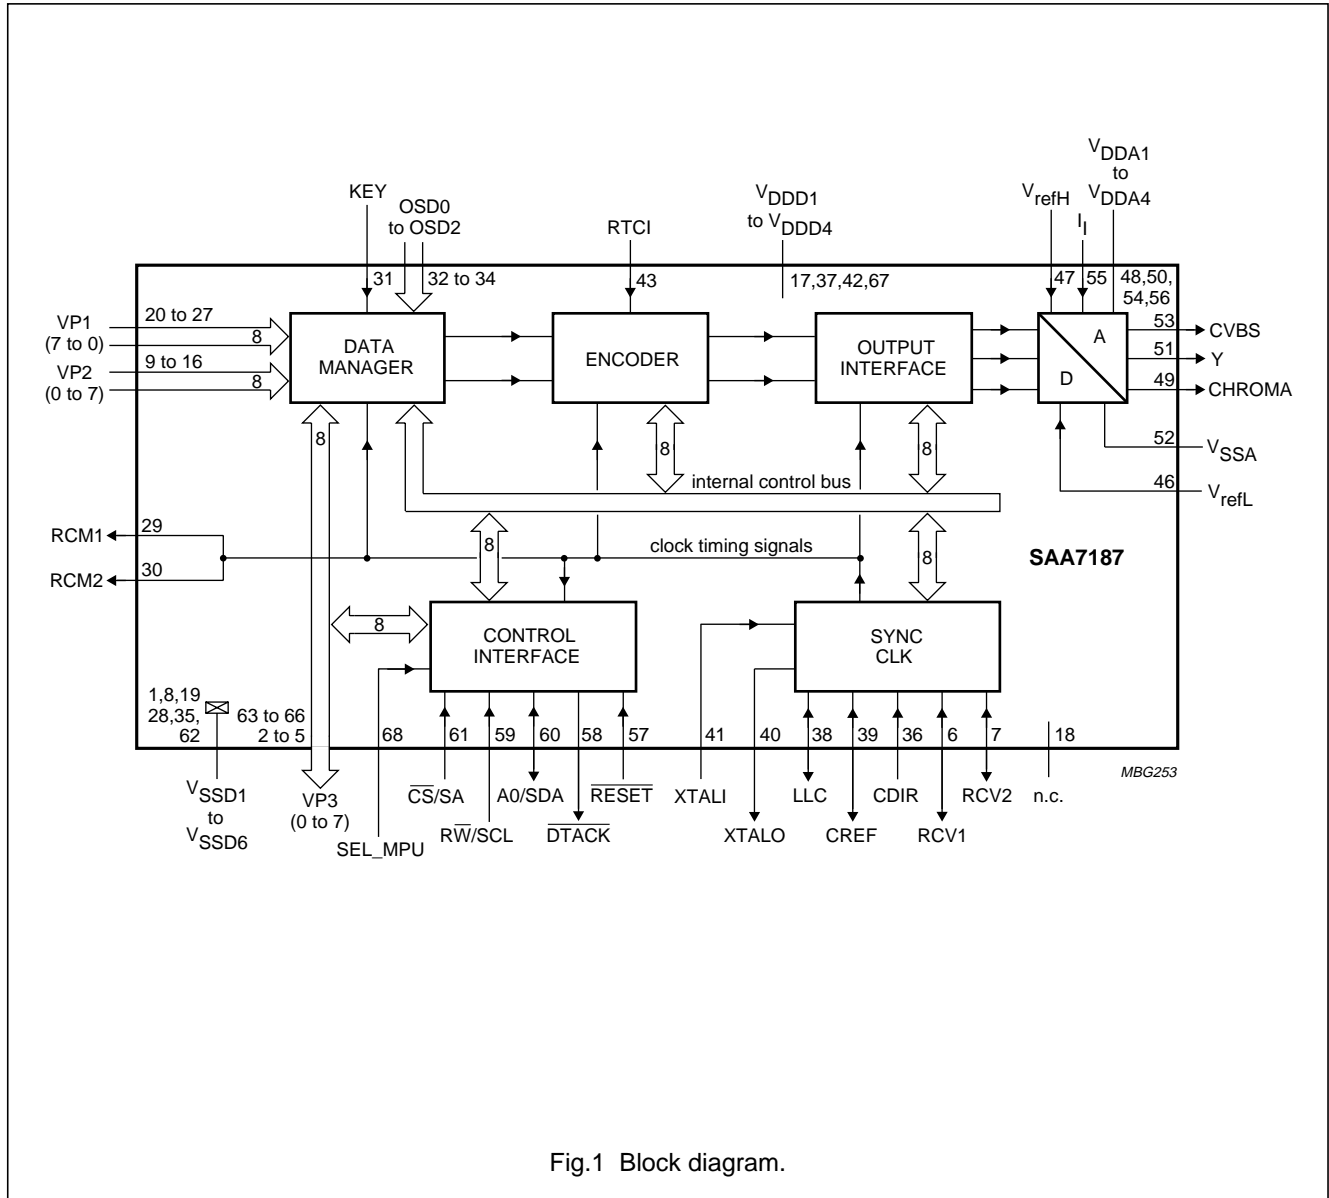 VDDA1
to
VDDA4
KEY
OSD0
to OSD2
RTCI
VDDD1
to VDDD4
VrefH
II
31
32 to 34
43
17,37,42,67
47
55
48,50,
54,56
VP1
(7 to 0)
20 to 27
8
VP2
(0 to 7)
9 to 16
8
DATA
MANAGER
ENCODER
OUTPUT
INTERFACE
A
D
53
CVBS
51
Y
49
CHROMA
52
VSSA
46
VrefL
8
8
8
internal control bus
RCM1
29
RCM2
30
8
clock timing signals
8
SAA7187
8
CONTROL
INTERFACE
SYNC
CLK
1,8,19
28,35,
62
63 to 66
2 to 5
68
61
59
60
58
57
41
40
38
39
36
6
7
18
MBG253
VSSD1
to
VSSD6
VP3
(0 to 7)
SEL_MPU
C̅S̅/SA
RW̅/SCL
A0/SDA
D̅T̅A̅C̅K̅
R̅E̅S̅E̅T̅
XTALI
XTALO
LLC
CREF
CDIR
RCV1
RCV2
n.c.
Fig.1 Block diagram.